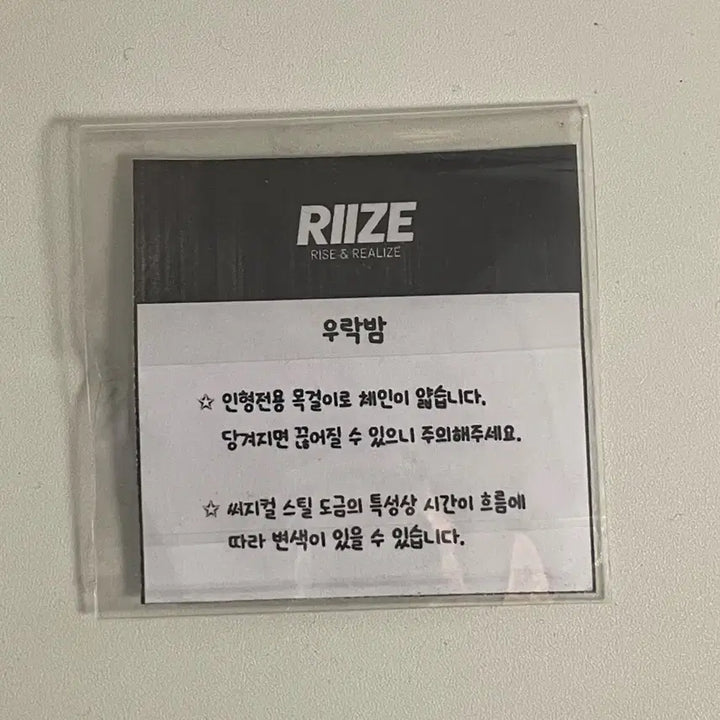 RIIZE
RISE & REALIZE
우락밤
☆ 인형전용 목걸이로 체인이 얇습니다.
당겨지면 끊어질 수 있으니 주의해주세요.
☆ 써지컬 스틸 도금의 특성상 시간이 흐름에
따라 변색이 있을 수 있습니다.